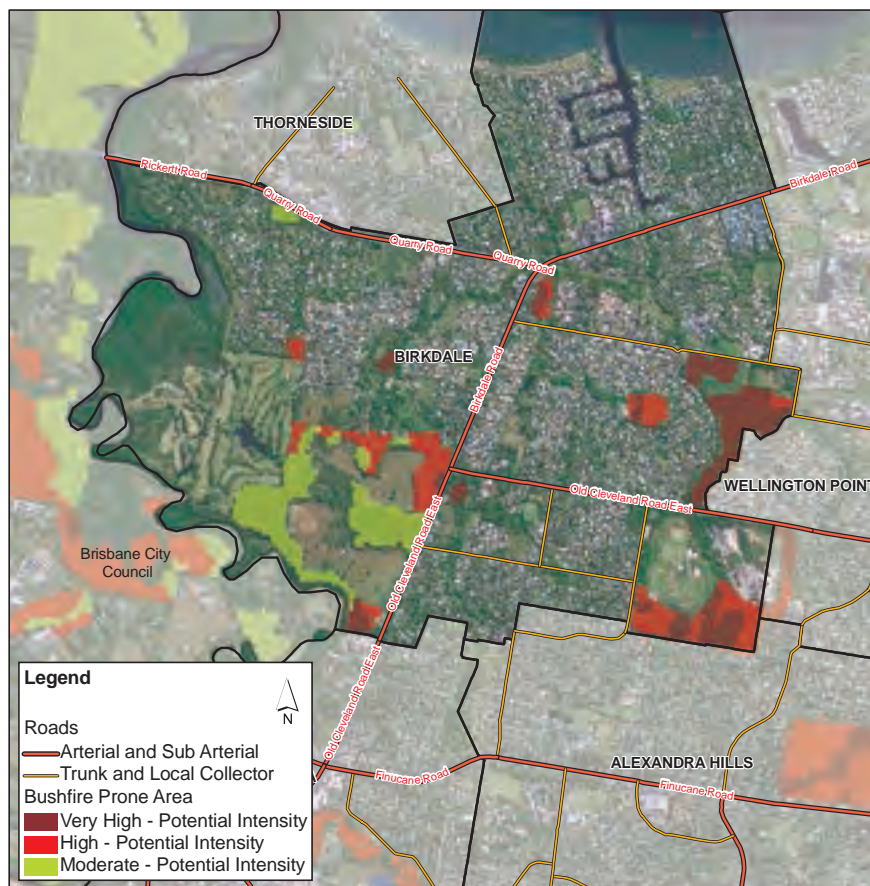 THORNESIDE
Rickertt Road
Quarry Road
Quarry Road
Quarry Road
Birkdale Road
BIRKDALE
Birkdale Road
Old Cleveland Road East
WELLINGTON POINT
Brisbane City
Council
Old Cleveland Road East
Old Cleveland Road East
Finucane Road
ALEXANDRA HILLS
Finucane Road
Legend
N
Roads
Arterial and Sub Arterial
Trunk and Local Collector
Bushfire Prone Area
Very High - Potential Intensity
High - Potential Intensity
Moderate - Potential Intensity